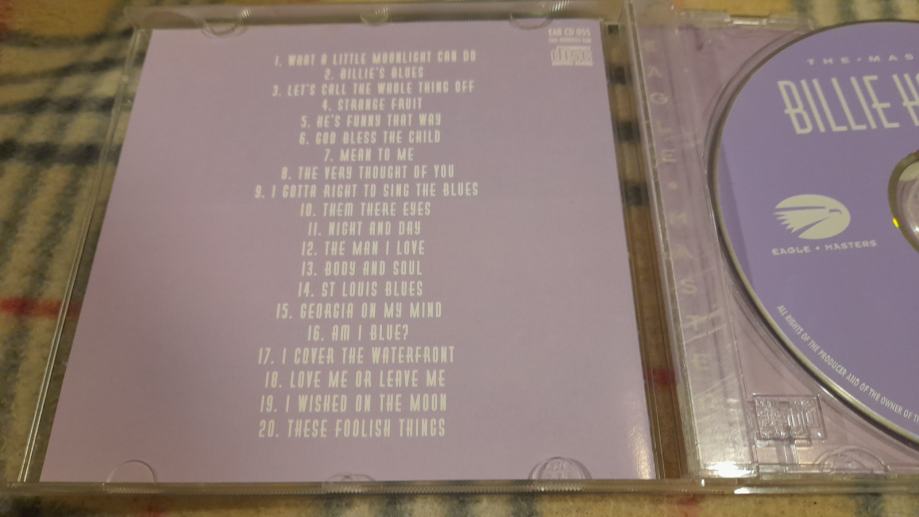 EAB CD 055
1. WHAT A LITTLE MOONLIGHT CAN DO
2. BILLIE'S BLUES
3. LET'S CALL THE WHOLE THING OFF
4. STRANGE FRUIT
5. HE'S FUNNY THAT WAY
6. GOD BLESS THE CHILD
7. MEAN TO ME
8. THE VERY THOUGHT OF YOU
9. I GOTTA RIGHT TO SING THE BLUES
10. THEM THERE EYES
11. NIGHT AND DAY
12. THE MAN I LOVE
13. BODY AND SOUL
14. ST LOUIS BLUES
15. GEORGIA ON MY MIND
16. AM I BLUE?
17. I COVER THE WATERFRONT
18. LOVE ME OR LEAVE ME
19. I WISHED ON THE MOON
20. THESE FOOLISH THINGS
EAGLE • MASTE
THE • MAS
BILLIE H
EAGLE • MASTERS
ALL RIGHTS OF THE PRODUCER AND OF THE OWNER OF T